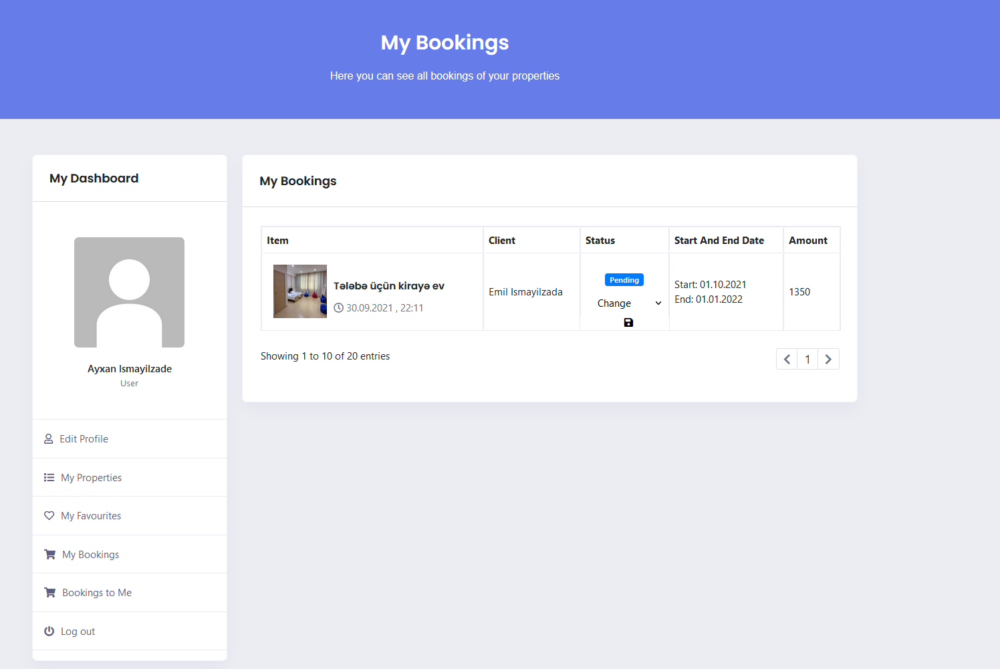 My Bookings
Here you can see all bookings of your properties
My Dashboard
Ayxan Ismayilzade
User
Edit Profile
My Properties
My Favourites
My Bookings
Bookings to Me
Log out
My Bookings
Item
Client
Status
Start And End Date
Amount
Tələbə üçün kirayə ev
30.09.2021 , 22:11
Emil Ismayilzada
Pending
Change
Start: 01.10.2021
End: 01.01.2022
1350
Showing 1 to 10 of 20 entries
1